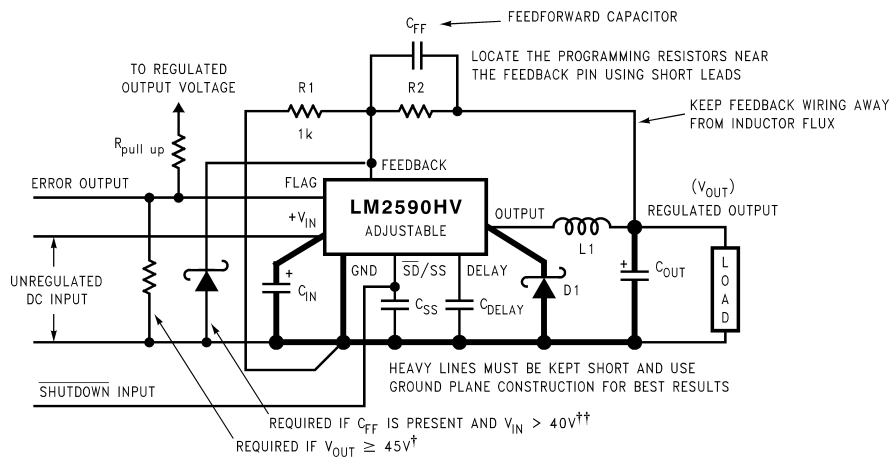 C_FF
FEEDFORWARD CAPACITOR
LOCATE THE PROGRAMMING RESISTORS NEAR
THE FEEDBACK PIN USING SHORT LEADS
TO REGULATED
OUTPUT VOLTAGE
R1
R2
1k
KEEP FEEDBACK WIRING AWAY
FROM INDUCTOR FLUX
R_pull up
FEEDBACK
ERROR OUTPUT
FLAG
LM2590HV
ADJUSTABLE
+V_IN
OUTPUT
L1
(V_OUT)
REGULATED OUTPUT
UNREGULATED
DC INPUT
+
C_IN
GND
S̅D̅/SS
DELAY
C_SS
C_DELAY
D1
+
C_OUT
LOAD
HEAVY LINES MUST BE KEPT SHORT AND USE
GROUND PLANE CONSTRUCTION FOR BEST RESULTS
S̅H̅U̅T̅D̅O̅W̅N̅ INPUT
REQUIRED IF C_FF IS PRESENT AND V_IN > 40V††
REQUIRED IF V_OUT ≥ 45V†